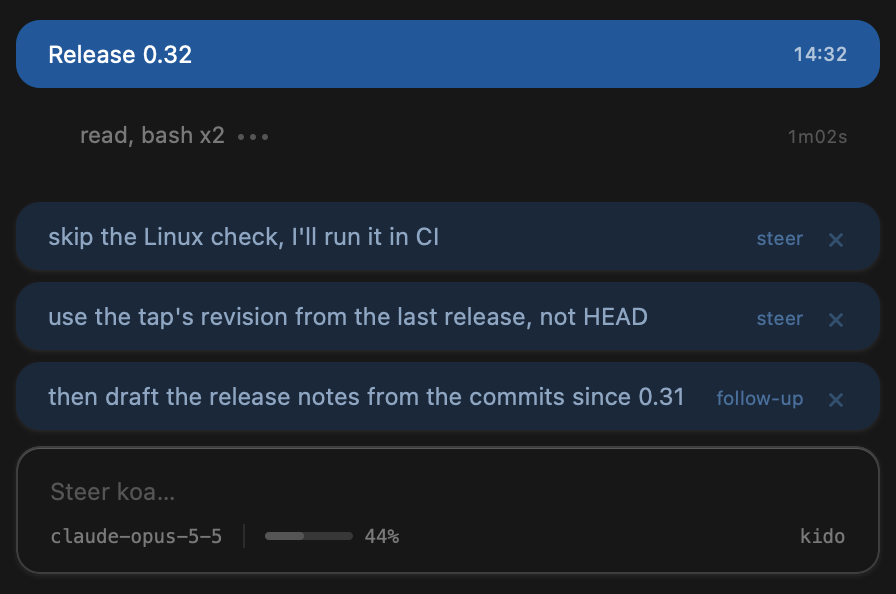 Release 0.32 14:32
read, bash x2 ••• 1m02s
skip the Linux check, I'll run it in CI steer ×
use the tap's revision from the last release, not HEAD steer ×
then draft the release notes from the commits since 0.31 follow-up ×
Steer koa...
claude-opus-5-5 44% kido